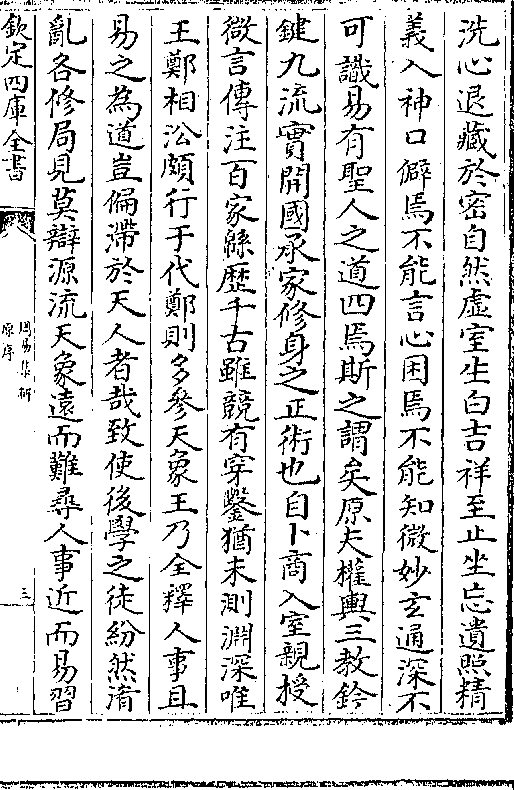 洗心退藏於密自然虛室生白吉祥至止坐忘遺照精
義入神口僻焉不能言心困焉不能知微妙玄通深不
可識易有聖人之道四焉斯之謂矣原夫權輿三教鈐
鍵九流實開國承家修身之正術也自卜商入室親授
微言傳注百家緜歴千古雖競有穿鑿猶未測淵深唯
王鄭相沿頗行于代鄭則多參天象王乃全釋人事且
易之為道豈偏滯於天人者哉致使後學之徒紛然淆
亂各修局見莫辯源流天象遠而難尋人事近而易習
欽定四庫全書
周易集解
原序
三